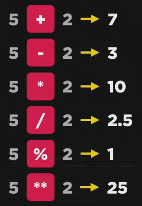 5 + 2 → 7
5 - 2 → 3
5 * 2 → 10
5 / 2 → 2.5
5 % 2 → 1
5 ** 2 → 25